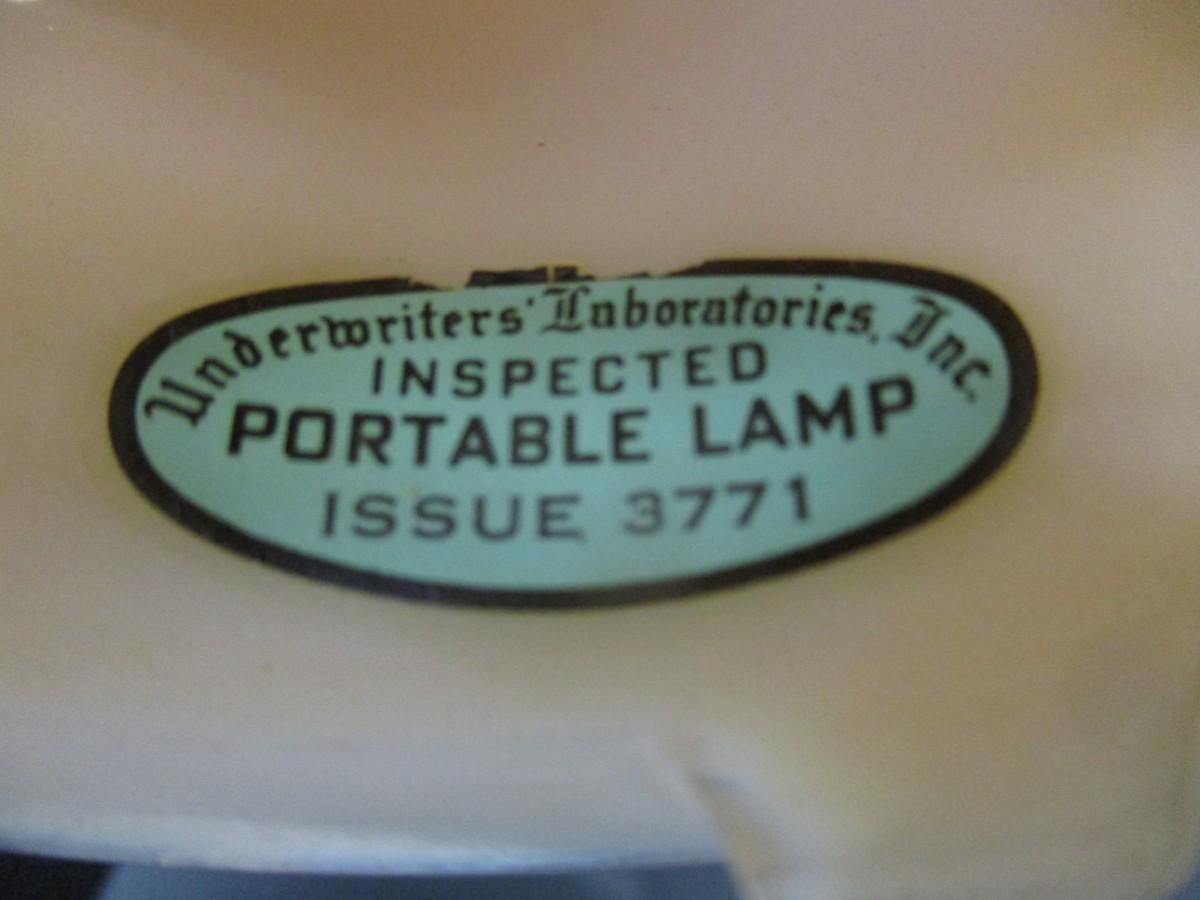 Underwriters' Laboratories, Inc.
INSPECTED
PORTABLE LAMP
ISSUE 3771